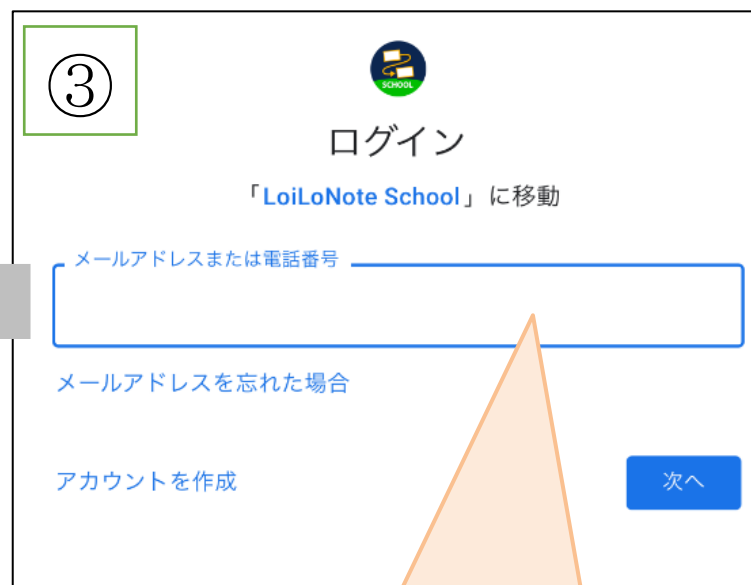 ③
SCHOOL
ログイン
「LoiLoNote School」に移動
メールアドレスまたは電話番号
メールアドレスを忘れた場合
アカウントを作成
次へ